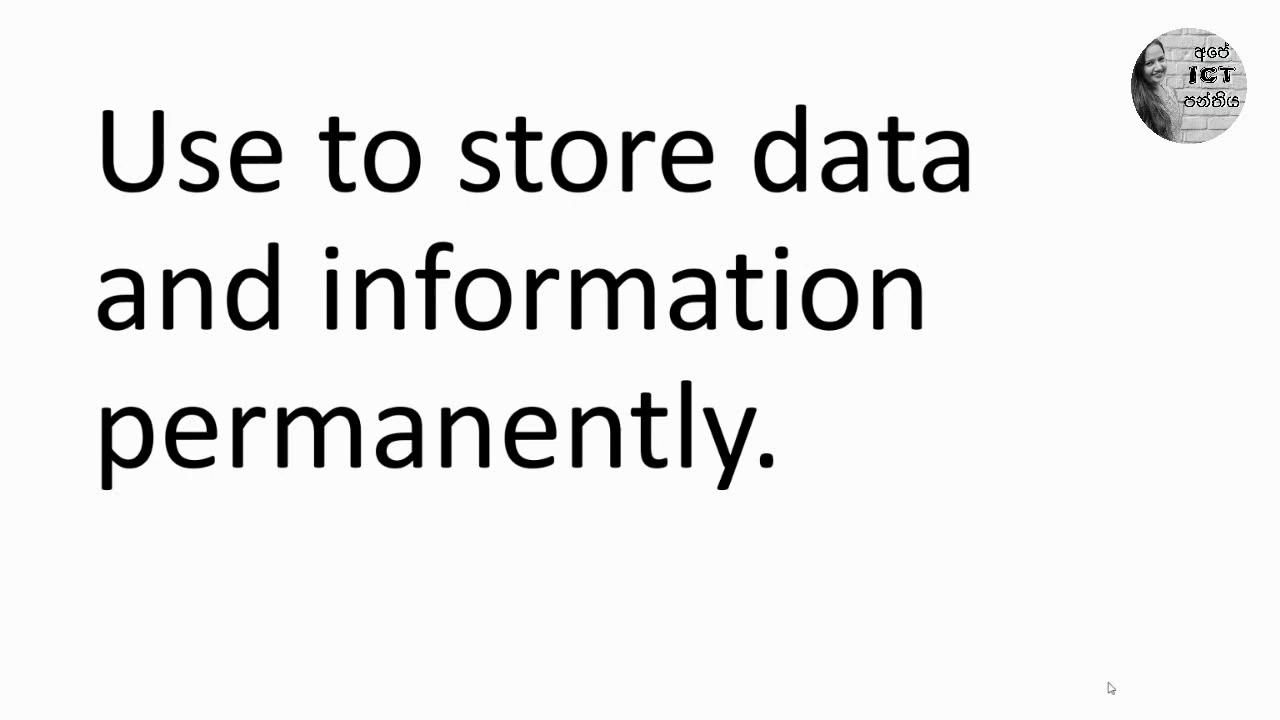 Use to store data
and information
permanently.
අපේ
ICT
පන්තිය